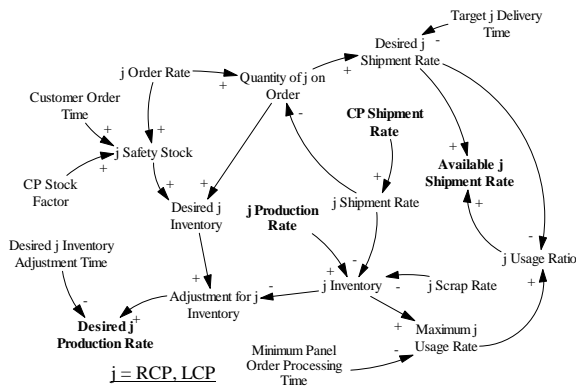 Target j Delivery
Time
-
Desired j
Shipment Rate
+
j Order Rate
+
Quantity of j on
Order
-
Customer Order
Time
+
+
j Safety Stock
+
CP Stock
Factor
CP Shipment
Rate
+
Available j
Shipment Rate
+
+
j Shipment Rate
+
+
Desired j
Inventory
j Production
Rate
-
j Usage Ratio
+
Desired j Inventory
Adjustment Time
-
+
Adjustment for j
Inventory
-
+
-
j Inventory
-
j Scrap Rate
+
Desired j
Production Rate
+
Maximum j
Usage Rate
-
Minimum Panel
Order Processing
Time
j = RCP, LCP